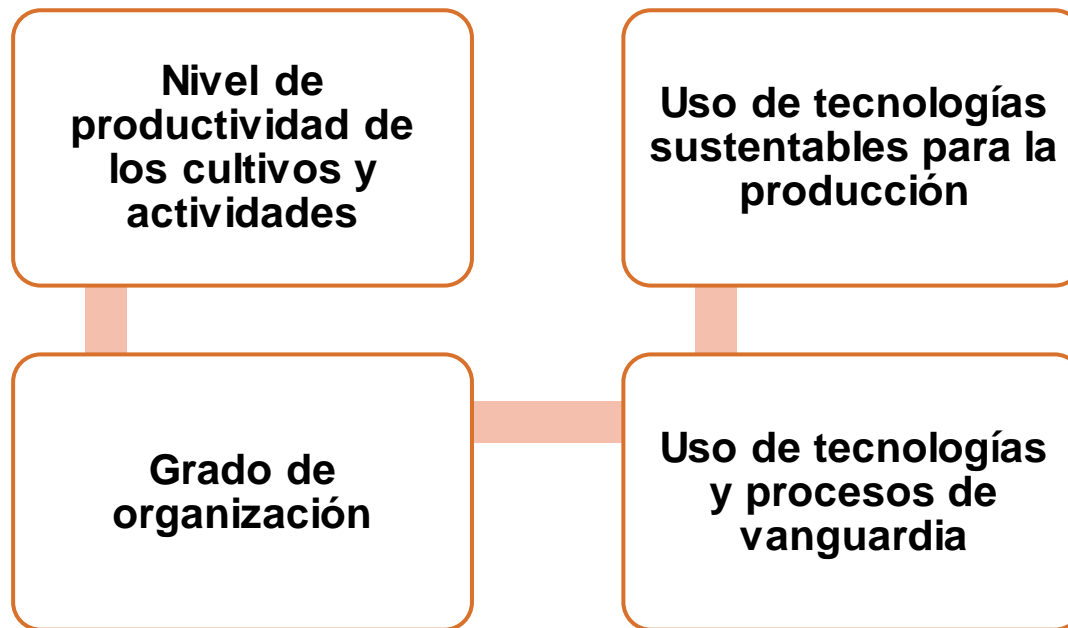 Nivel de
productividad de
los cultivos y
actividades
Grado de
organización
Uso de tecnologías
y procesos de
vanguardia
Uso de tecnologías
sustentables para la
producción